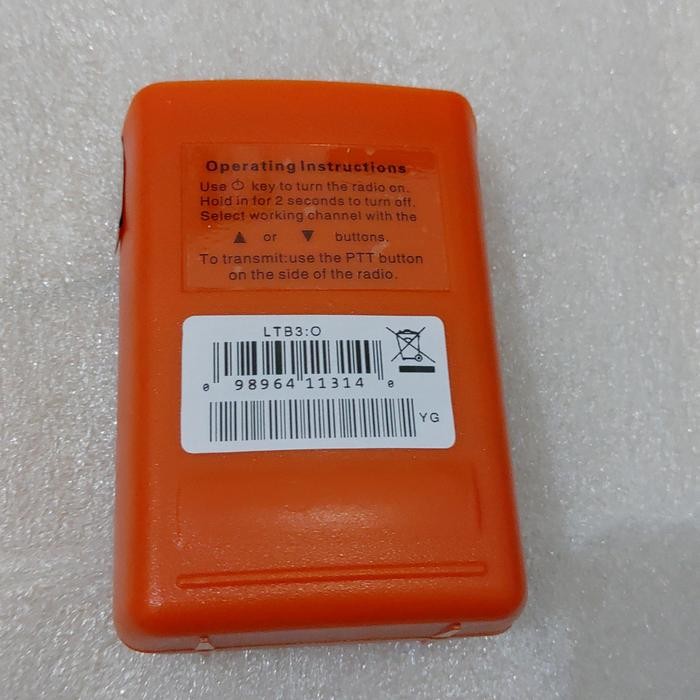 Operating Instructions
Use ⏻ key to turn the radio on.
Hold in for 2 seconds to turn off.
Select working channel with the
▲ or ▼ buttons.
To transmit:use the PTT button
on the side of the radio.
LTB3:O
0 98964 11314 0
YG